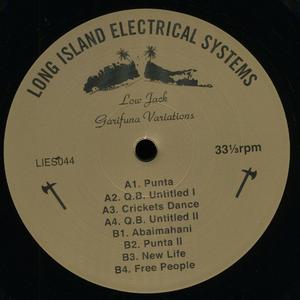 LONG ISLAND ELECTRICAL SYSTEMS
Low Jack
Garifuna Variations
LIES044
33⅓rpm
A1. Punta
A2. Q.B. Untitled I
A3. Crickets Dance
A4. Q.B. Untitled II
B1. Abaimahani
B2. Punta II
B3. New Life
B4. Free People